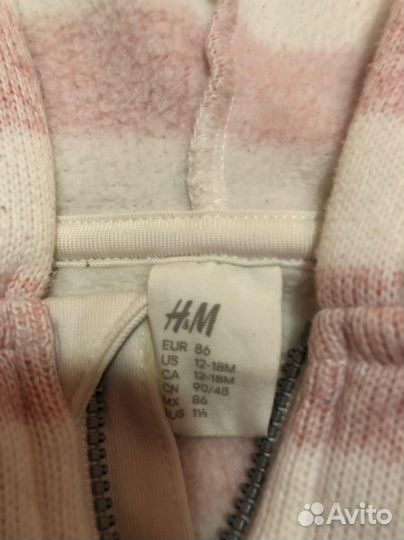 H&M
EUR 86
US 12-18M
CA 12-18M
CN 90/48
MX 86
AUS 1½
Avito